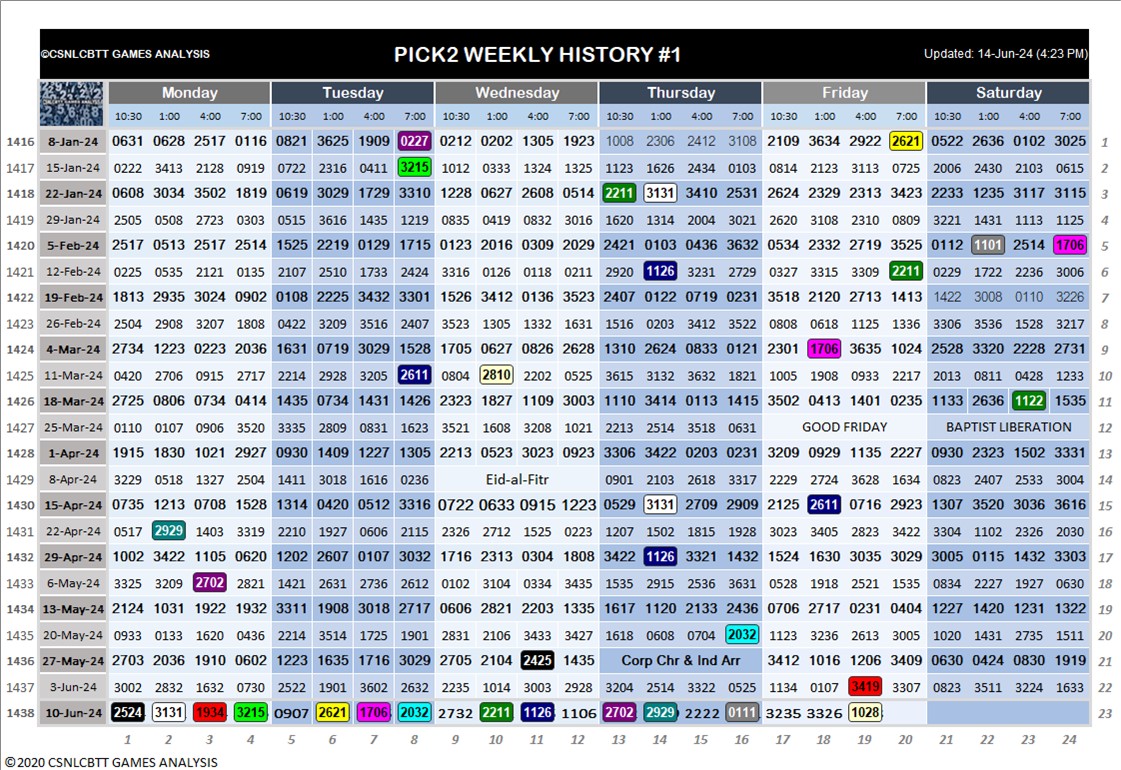 ©CSNLCBTT GAMES ANALYSIS PICK2 WEEKLY HISTORY #1 Updated: 14-Jun-24 (4:23 PM)
Monday Tuesday Wednesday Thursday Friday Saturday
10:30 1:00 4:00 7:00 10:30 1:00 4:00 7:00 10:30 1:00 4:00 7:00 10:30 1:00 4:00 7:00 10:30 1:00 4:00 7:00 10:30 1:00 4:00 7:00
1416 8-Jan-24 0631 0628 2517 0116 0821 3625 1909 0227 0212 0202 1305 1923 1008 2306 2412 3108 2109 3634 2922 2621 0522 2636 0102 3025 1
1417 15-Jan-24 0222 3413 2128 0919 0722 2316 0411 3215 1012 0333 1324 1325 1123 1626 2434 0103 0814 2123 3113 0725 2006 2430 2103 0615 2
1418 22-Jan-24 0608 3034 3502 1819 0619 3029 1729 3310 1228 0627 2608 0514 2211 3131 3410 2531 2624 2329 2313 3423 2233 1235 3117 3115 3
1419 29-Jan-24 2505 0508 2723 0303 0515 3616 1435 1219 0835 0419 0832 3016 1620 1314 2004 3021 2620 3108 2310 0809 3221 1431 1113 1125 4
1420 5-Feb-24 2517 0513 2517 2514 1525 2219 0129 1715 0123 2016 0309 2029 2421 0103 0436 3632 0534 2332 2719 3525 0112 1101 2514 1706 5
1421 12-Feb-24 0225 0535 2121 0135 2107 2510 1733 2424 3316 0126 0118 0211 2920 1126 3231 2729 0327 3315 3309 2211 0229 1722 2236 3006 6
1422 19-Feb-24 1813 2935 3024 0902 0108 2225 3432 3301 1526 3412 0136 3523 2407 0122 0719 0231 3518 2120 2713 1413 1422 3008 0110 3226 7
1423 26-Feb-24 2504 2908 3207 1808 0422 3209 3516 2407 3523 1305 1332 1631 1516 0203 3412 3522 0808 0618 1125 1336 3306 3536 1528 3217 8
1424 4-Mar-24 2734 1223 0223 2036 1631 0719 3029 1528 1705 0627 0826 2628 1310 2624 0833 0121 2301 1706 3635 1024 2528 3320 2228 2731 9
1425 11-Mar-24 0420 2706 0915 2717 2214 2928 3205 2611 0804 2810 2202 0525 3615 3132 3632 1821 1005 1908 0933 2217 2013 0811 0428 1233 10
1426 18-Mar-24 2725 0806 0734 0414 1435 0734 1431 1426 2323 1827 1109 3003 1110 3414 0113 1415 3502 0413 1401 0235 1133 2636 1122 1535 11
1427 25-Mar-24 0110 0107 0906 3520 3335 2809 0831 1623 3521 1608 3208 1021 2213 2514 3518 0631 GOOD FRIDAY BAPTIST LIBERATION 12
1428 1-Apr-24 1915 1830 1021 2927 0930 1409 1227 1305 2213 0523 3023 0923 3306 3422 0203 0231 3209 0929 1135 2227 0930 2323 1502 3331 13
1429 8-Apr-24 3229 0518 1327 2504 1411 3018 1616 0236 Eid-al-Fitr 0901 2103 2618 3317 2229 2724 3628 1634 0823 2407 2533 3004 14
1430 15-Apr-24 0735 1213 0708 1528 1314 0420 0512 3316 0722 0633 0915 1223 0529 3131 2709 2909 2125 2611 0716 2923 1307 3520 3036 3616 15
1431 22-Apr-24 0517 2929 1403 3319 2210 1927 0606 2115 2326 2712 1525 0223 1207 1502 1815 1928 3023 3405 2823 3422 3304 1102 2326 2030 16
1432 29-Apr-24 1002 3422 1105 0620 1202 2607 0107 3032 1716 2313 0304 1808 3422 1126 3321 1432 1524 1630 3035 3029 3005 0115 1432 3303 17
1433 6-May-24 3325 3209 2702 2821 1421 2631 2736 2612 0102 3104 0334 3435 1535 2915 2536 3631 0528 1918 2521 1535 0834 2227 1927 0630 18
1434 13-May-24 2124 1031 1922 1932 3311 1908 3018 2717 0606 2821 2203 1335 1617 1120 2133 2436 0706 2717 0231 0404 1227 1420 1231 1322 19
1435 20-May-24 0933 0133 1620 0436 2214 3514 1725 1901 2831 2106 3433 3427 1618 0608 0704 2032 1123 3236 2613 3005 1020 1431 2735 1511 20
1436 27-May-24 2703 2036 1910 0602 1223 1635 1716 3029 2705 2104 2425 1435 Corp Chr & Ind Arr 3412 1016 1206 3409 0630 0424 0830 1919 21
1437 3-Jun-24 3002 2832 1632 0730 2522 1901 3602 2632 2235 1014 3003 2928 3204 2514 3322 0525 1134 0107 3419 3307 0823 3511 3224 1633 22
1438 10-Jun-24 2524 3131 1934 3215 0907 2621 1706 2032 2732 2211 1126 1106 2702 2929 2222 0111 3235 3326 1028 23
1 2 3 4 5 6 7 8 9 10 11 12 13 14 15 16 17 18 19 20 21 22 23 24
©2020 CSNLCBTT GAMES ANALYSIS